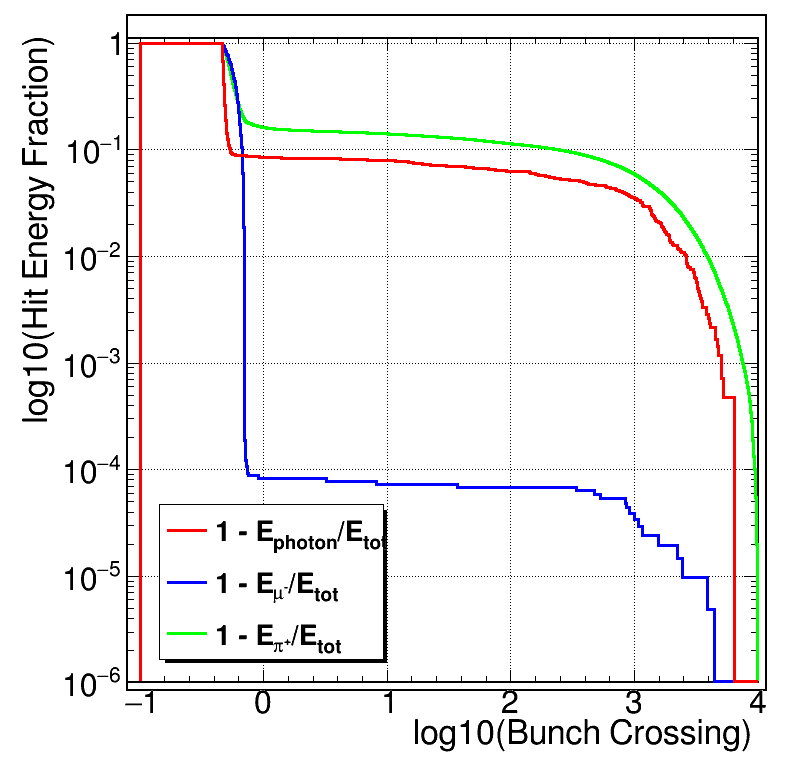 log10(Hit Energy Fraction)
1
10⁻¹
10⁻²
10⁻³
10⁻⁴
10⁻⁵
10⁻⁶
1 - E_photon/E_tot
1 - E_μ⁻/E_tot
1 - E_π⁺/E_tot
−1 0 1 2 3 4
log10(Bunch Crossing)